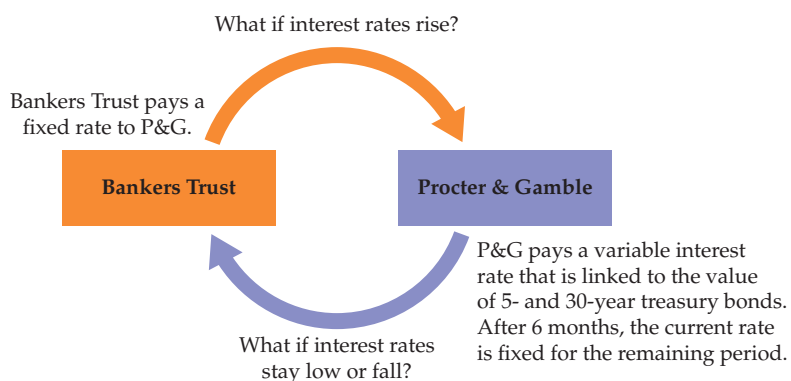 What if interest rates rise?
Bankers Trust pays a
fixed rate to P&G.
Bankers Trust
Procter & Gamble
P&G pays a variable interest
rate that is linked to the value
of 5- and 30-year treasury bonds.
After 6 months, the current rate
is fixed for the remaining period.
What if interest rates
stay low or fall?